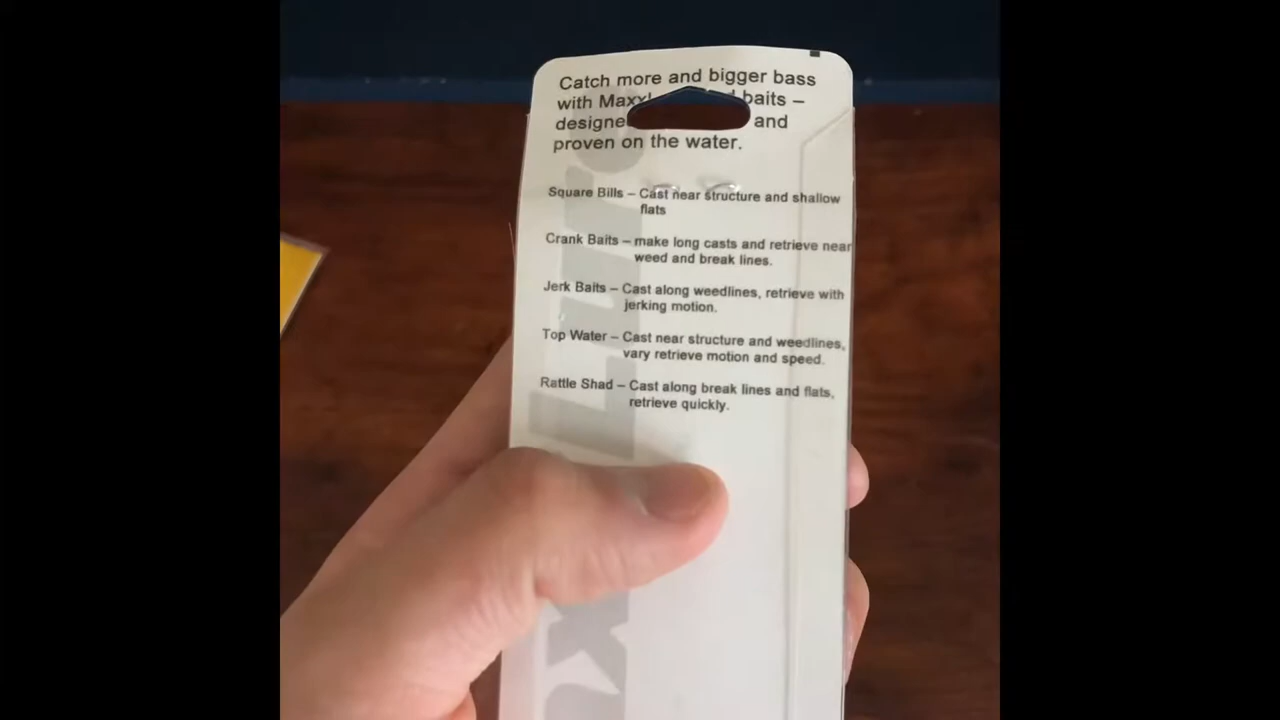 Catch more and bigger bass
with baits –
and
proven on the water.
Square Bills – Cast near structure and shallow
flats
Crank Baits – make long casts and retrieve near
weed and break lines.
Jerk Baits – Cast along weedlines, retrieve with
jerking motion.
Top Water – Cast near structure and weedlines,
vary retrieve motion and speed.
Rattle Shad – Cast along break lines and flats,
retrieve quickly.